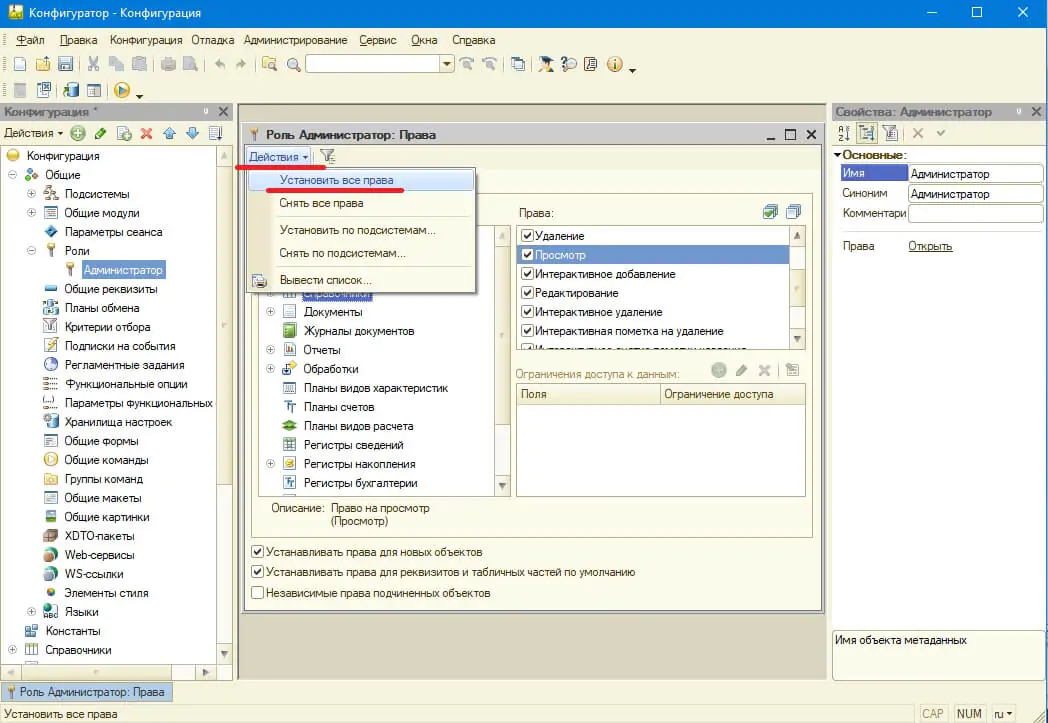 Конфигуратор - Конфигурация
Файл Правка Конфигурация Отладка Администрирование Сервис Окна Справка
Конфигурация *
Действия
Конфигурация
Общие
Подсистемы
Общие модули
Параметры сеанса
Роли
Администратор
Общие реквизиты
Планы обмена
Критерии отбора
Подписки на события
Регламентные задания
Функциональные опции
Параметры функциональных
Хранилища настроек
Общие формы
Общие команды
Группы команд
Общие макеты
Общие картинки
XDTO-пакеты
Web-сервисы
WS-ссылки
Элементы стиля
Языки
Константы
Справочники
Роль Администратор: Права
Действия
Установить все права
Снять все права
Установить по подсистемам...
Снять по подсистемам...
Вывести список...
Справочники
Документы
Журналы документов
Отчеты
Обработки
Планы видов характеристик
Планы счетов
Планы видов расчета
Регистры сведений
Регистры накопления
Регистры бухгалтерии
Права:
Удаление
Просмотр
Интерактивное добавление
Редактирование
Интерактивное удаление
Интерактивная пометка на удаление
Ограничения доступа к данным:
Поля Ограничение доступа
Описание: Право на просмотр
(Просмотр)
Устанавливать права для новых объектов
Устанавливать права для реквизитов и табличных частей по умолчанию
Независимые права подчиненных объектов
Свойства: Администратор
Основные:
Имя Администратор
Синоним Администратор
Комментари
Права Открыть
Имя объекта метаданных
Роль Администратор: Права
Установить все права
CAP NUM ru